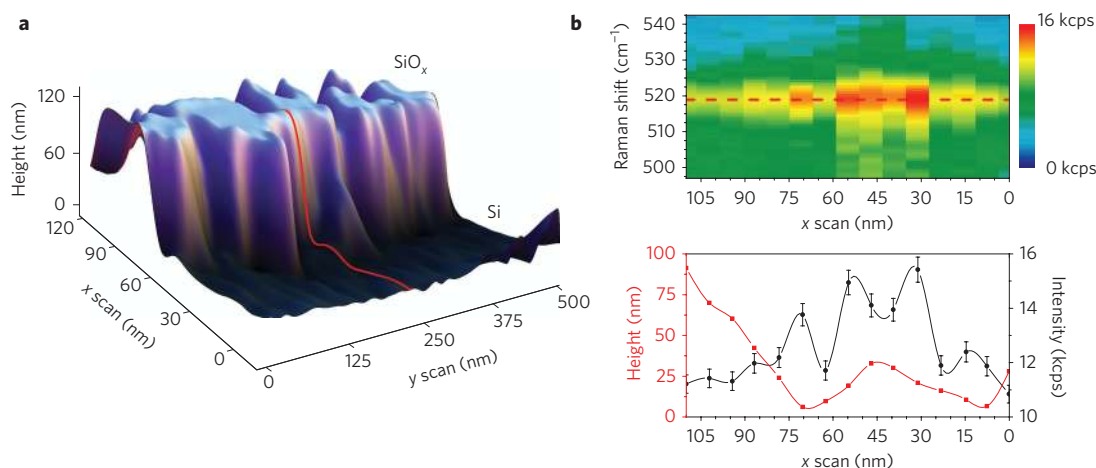 a
SiOx
Si
Height (nm)
120
60
0
120
90
60
30
0
x scan (nm)
0
125
250
375
500
y scan (nm)
b
Raman shift (cm⁻¹)
540
530
520
510
500
105 90 75 60 45 30 15 0
x scan (nm)
16 kcps
0 kcps
Height (nm)
100
75
50
25
0
105 90 75 60 45 30 15 0
x scan (nm)
16
14
12
10
Intensity (kcps)